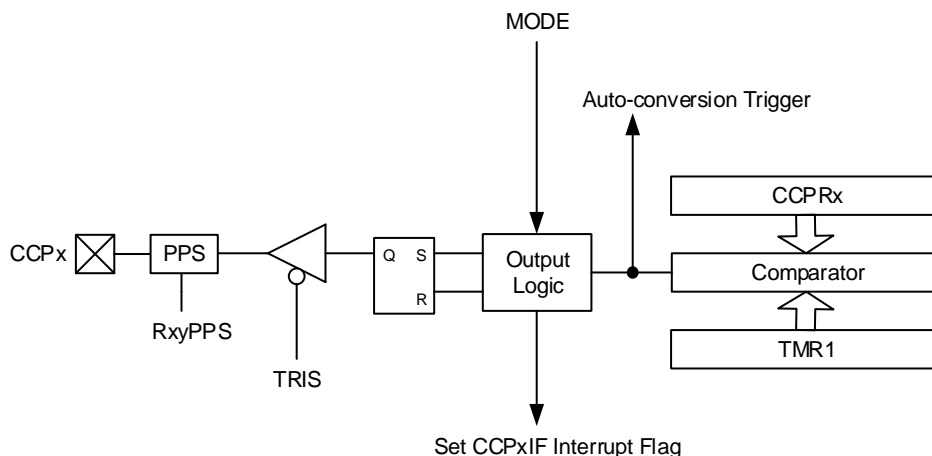 MODE
Auto-conversion Trigger
CCPRx
CCPx
PPS
Q
S
R
Output
Logic
Comparator
RxyPPS
TRIS
TMR1
Set CCPxIF Interrupt Flag